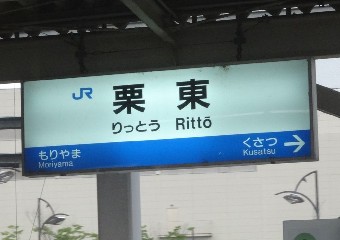 JR 栗東
りっとう Rittō
もりやま くさつ →
Moriyama Kusatsu